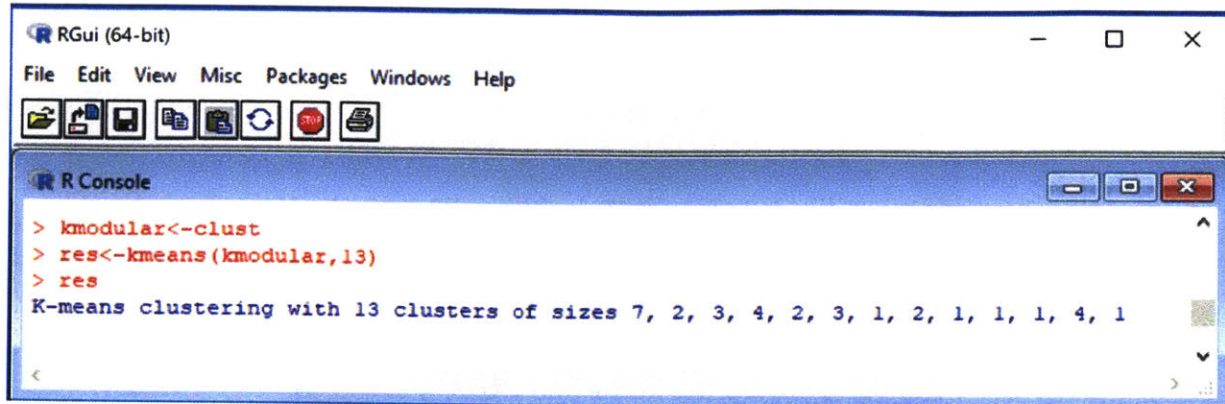 RGui (64-bit)
File Edit View Misc Packages Windows Help
STOP
R Console
> kmodular<-clust
> res<-kmeans(kmodular,13)
> res
K-means clustering with 13 clusters of sizes 7, 2, 3, 4, 2, 3, 1, 2, 1, 1, 1, 4, 1